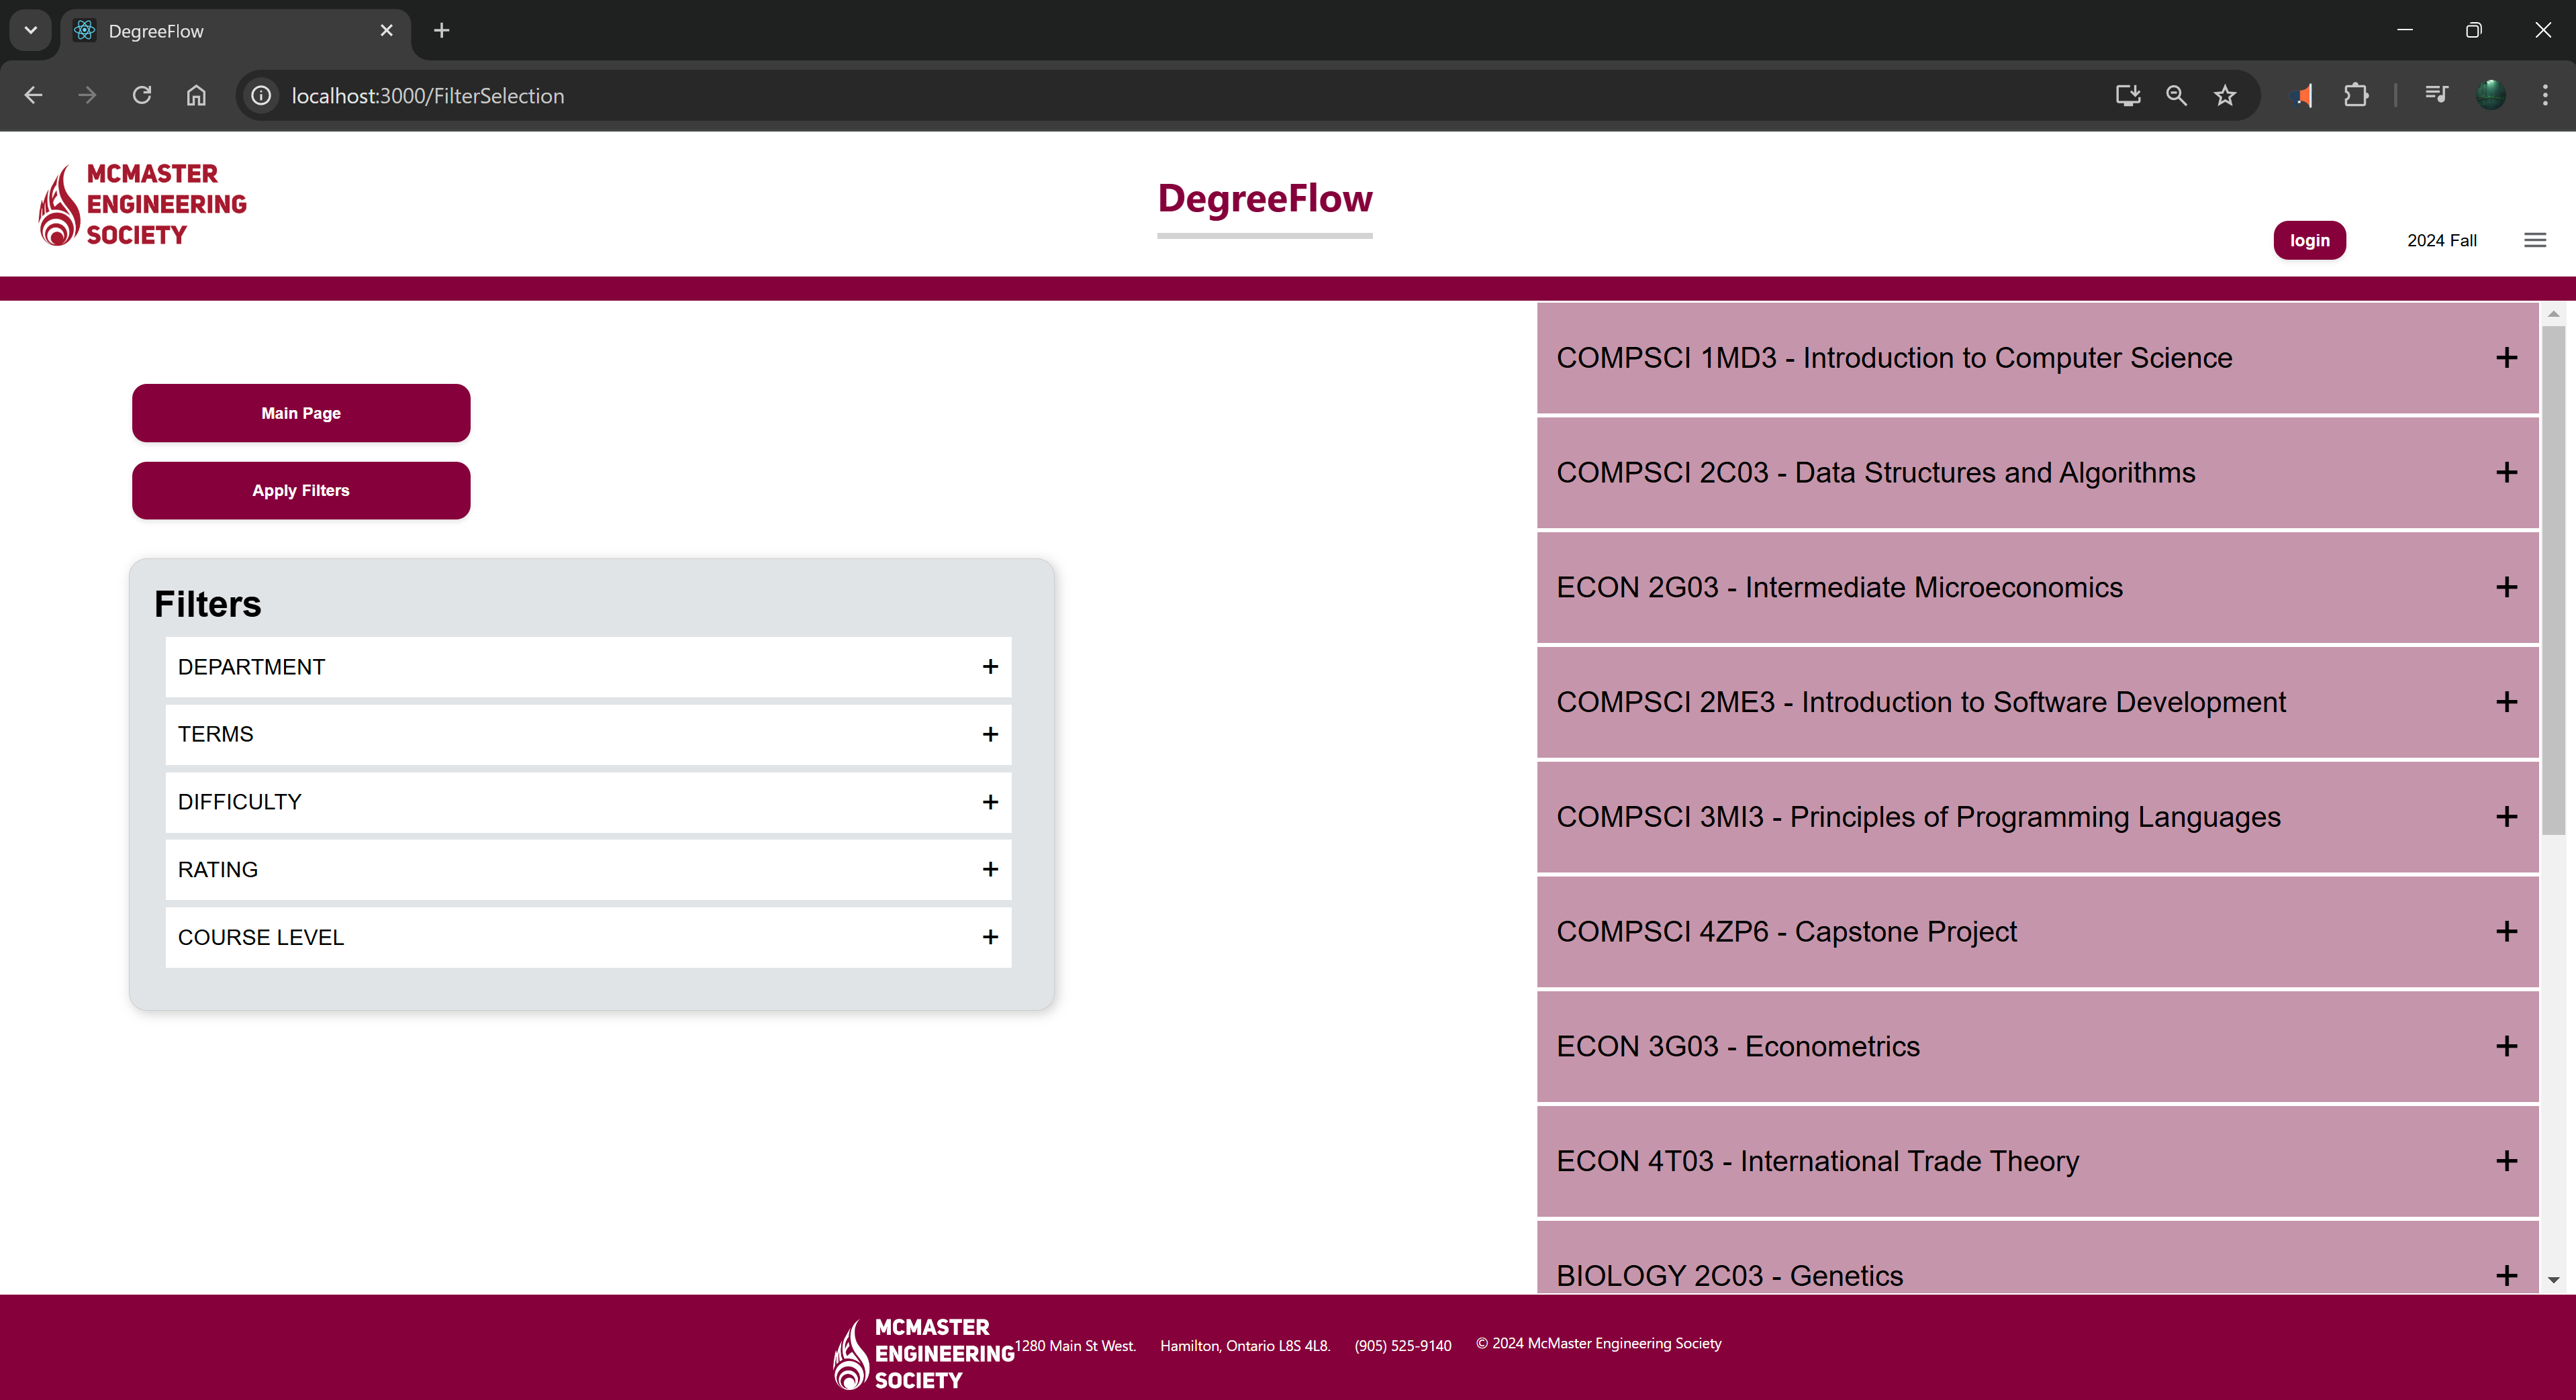 DegreeFlow
localhost:3000/FilterSelection
MCMASTER
ENGINEERING
SOCIETY
DegreeFlow
login
2024 Fall
Main Page
Apply Filters
Filters
DEPARTMENT
TERMS
DIFFICULTY
RATING
COURSE LEVEL
COMPSCI 1MD3 - Introduction to Computer Science
COMPSCI 2C03 - Data Structures and Algorithms
ECON 2G03 - Intermediate Microeconomics
COMPSCI 2ME3 - Introduction to Software Development
COMPSCI 3MI3 - Principles of Programming Languages
COMPSCI 4ZP6 - Capstone Project
ECON 3G03 - Econometrics
ECON 4T03 - International Trade Theory
BIOLOGY 2C03 - Genetics
MCMASTER
ENGINEERING
SOCIETY
1280 Main St West. Hamilton, Ontario L8S 4L8. (905) 525-9140 © 2024 McMaster Engineering Society